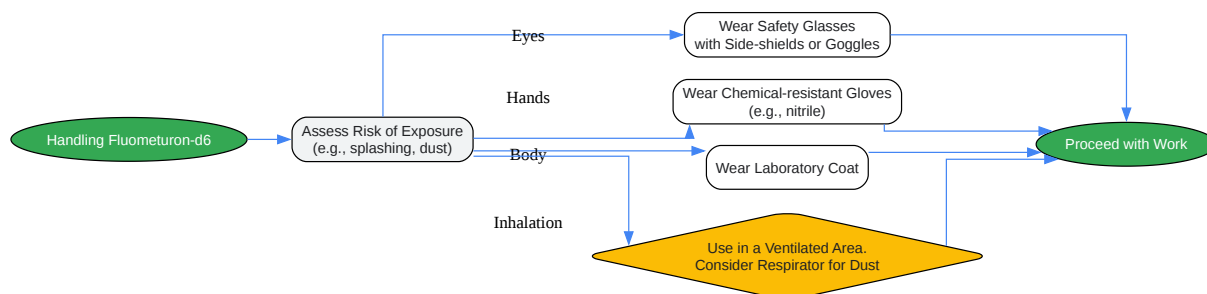 Handling Fluometuron-d6
Assess Risk of Exposure
(e.g., splashing, dust)
Eyes
Wear Safety Glasses
with Side-shields or Goggles
Hands
Wear Chemical-resistant Gloves
(e.g., nitrile)
Body
Wear Laboratory Coat
Inhalation
Use in a Ventilated Area.
Consider Respirator for Dust
Proceed with Work